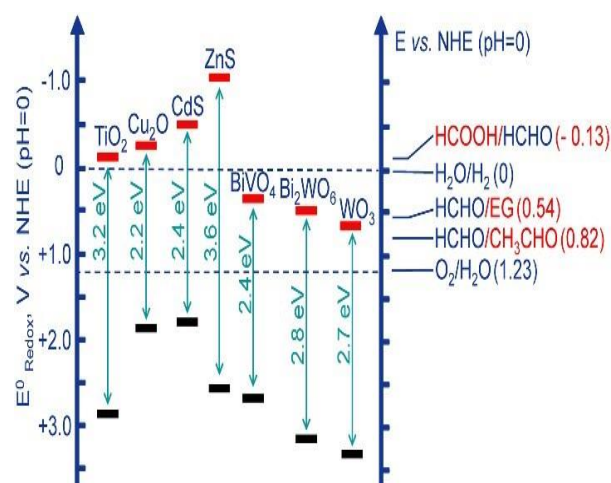 E⁰ Redox, V vs. NHE (pH=0)
-1.0
0
+1.0
+2.0
+3.0
TiO₂
Cu₂O
CdS
ZnS
BiVO₄
Bi₂WO₆
WO₃
3.2 eV
2.2 eV
2.4 eV
3.6 eV
2.4 eV
2.8 eV
2.7 eV
E vs. NHE (pH=0)
HCOOH/HCHO (- 0.13)
H₂O/H₂ (0)
HCHO/EG (0.54)
HCHO/CH₃CHO (0.82)
O₂/H₂O (1.23)